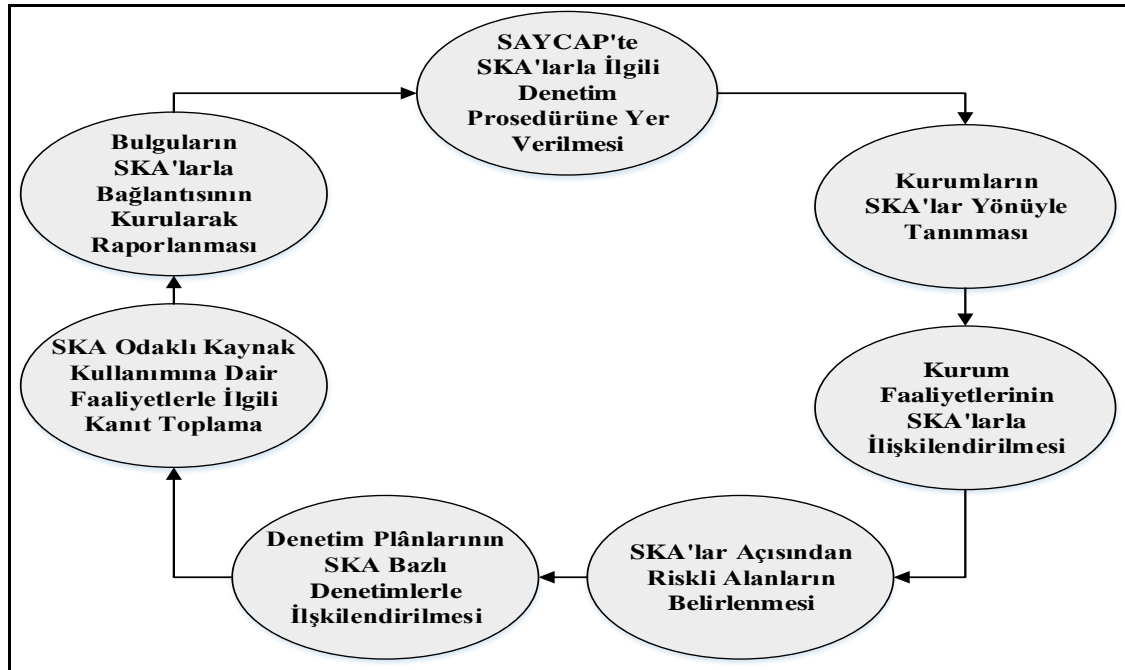 SAYCAP'te
SKA'larla İlgili
Denetim
Prosedürüne Yer
Verilmesi
Kurumların
SKA'lar Yönüyle
Tanınması
Kurum
Faaliyetlerinin
SKA'larla
İlişkilendirilmesi
SKA'lar Açısından
Riskli Alanların
Belirlenmesi
Denetim Plânlarının
SKA Bazlı
Denetimlerle
İlşkilendirilmesi
SKA Odaklı Kaynak
Kullanımına Dair
Faaliyetlerle İlgili
Kanıt Toplama
Bulguların
SKA'larla
Bağlantısının
Kurularak
Raporlanması